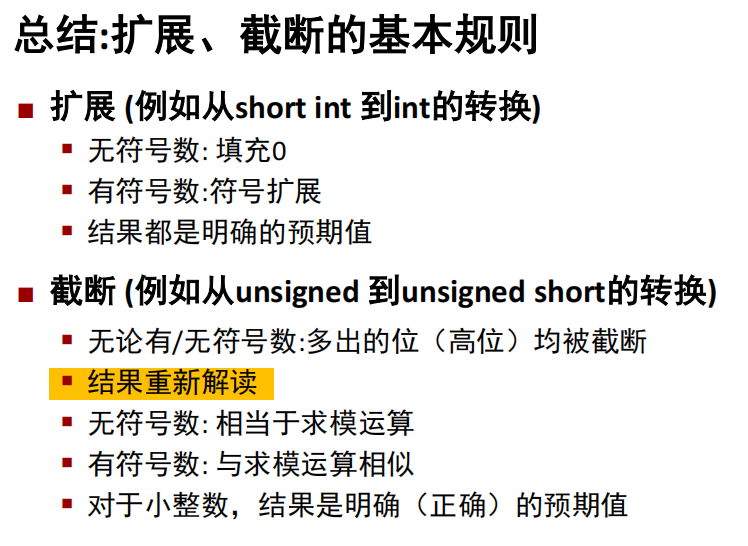 总结:扩展、截断的基本规则
扩展 (例如从short int 到int的转换)
无符号数: 填充0
有符号数:符号扩展
结果都是明确的预期值
截断 (例如从unsigned 到unsigned short的转换)
无论有/无符号数:多出的位（高位）均被截断
结果重新解读
无符号数: 相当于求模运算
有符号数: 与求模运算相似
对于小整数，结果是明确（正确）的预期值